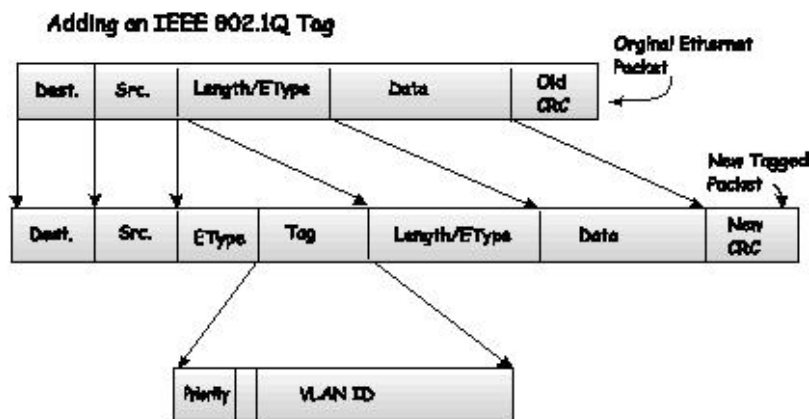 Adding an IEEE 802.1Q Tag
Orginal Ethernet
Packet
Dest. Src. Length/EType Data Old
CRC
New Tagged
Packet
Dest. Src. EType Tag Length/EType Data New
CRC
Priority VLAN ID